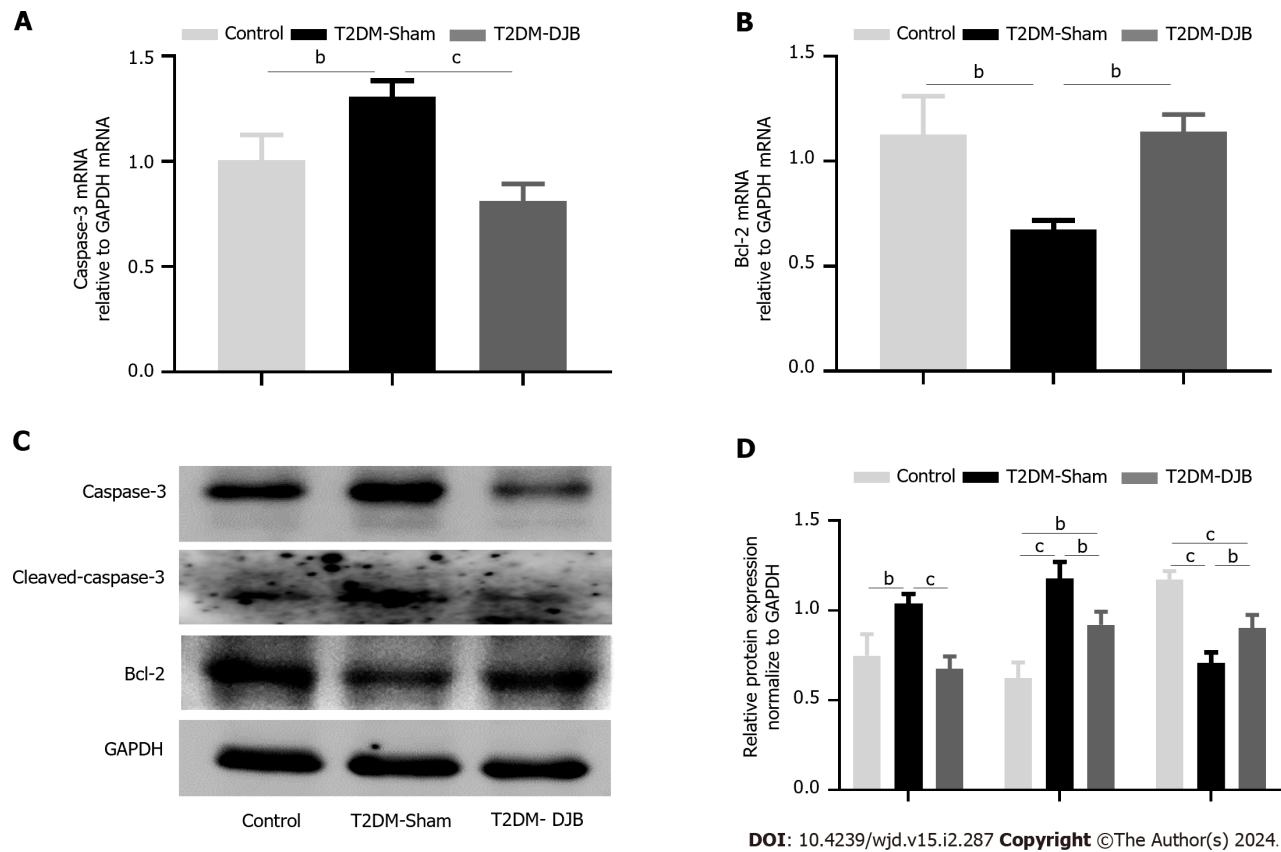 A
Control T2DM-Sham T2DM-DJB
1.5
b c
1.0
0.5
0.0
Caspase-3 mRNA
relative to GAPDH mRNA
B
Control T2DM-Sham T2DM-DJB
1.5
b b
1.0
0.5
0.0
Bcl-2 mRNA
relative to GAPDH mRNA
C
Caspase-3
Cleaved-caspase-3
Bcl-2
GAPDH
Control T2DM-Sham T2DM- DJB
D
Control T2DM-Sham T2DM-DJB
1.5
b c
c b
c b c b
1.0
0.5
0.0
Relative protein expression
normalize to GAPDH
DOI: 10.4239/wjd.v15.i2.287 Copyright ©The Author(s) 2024.